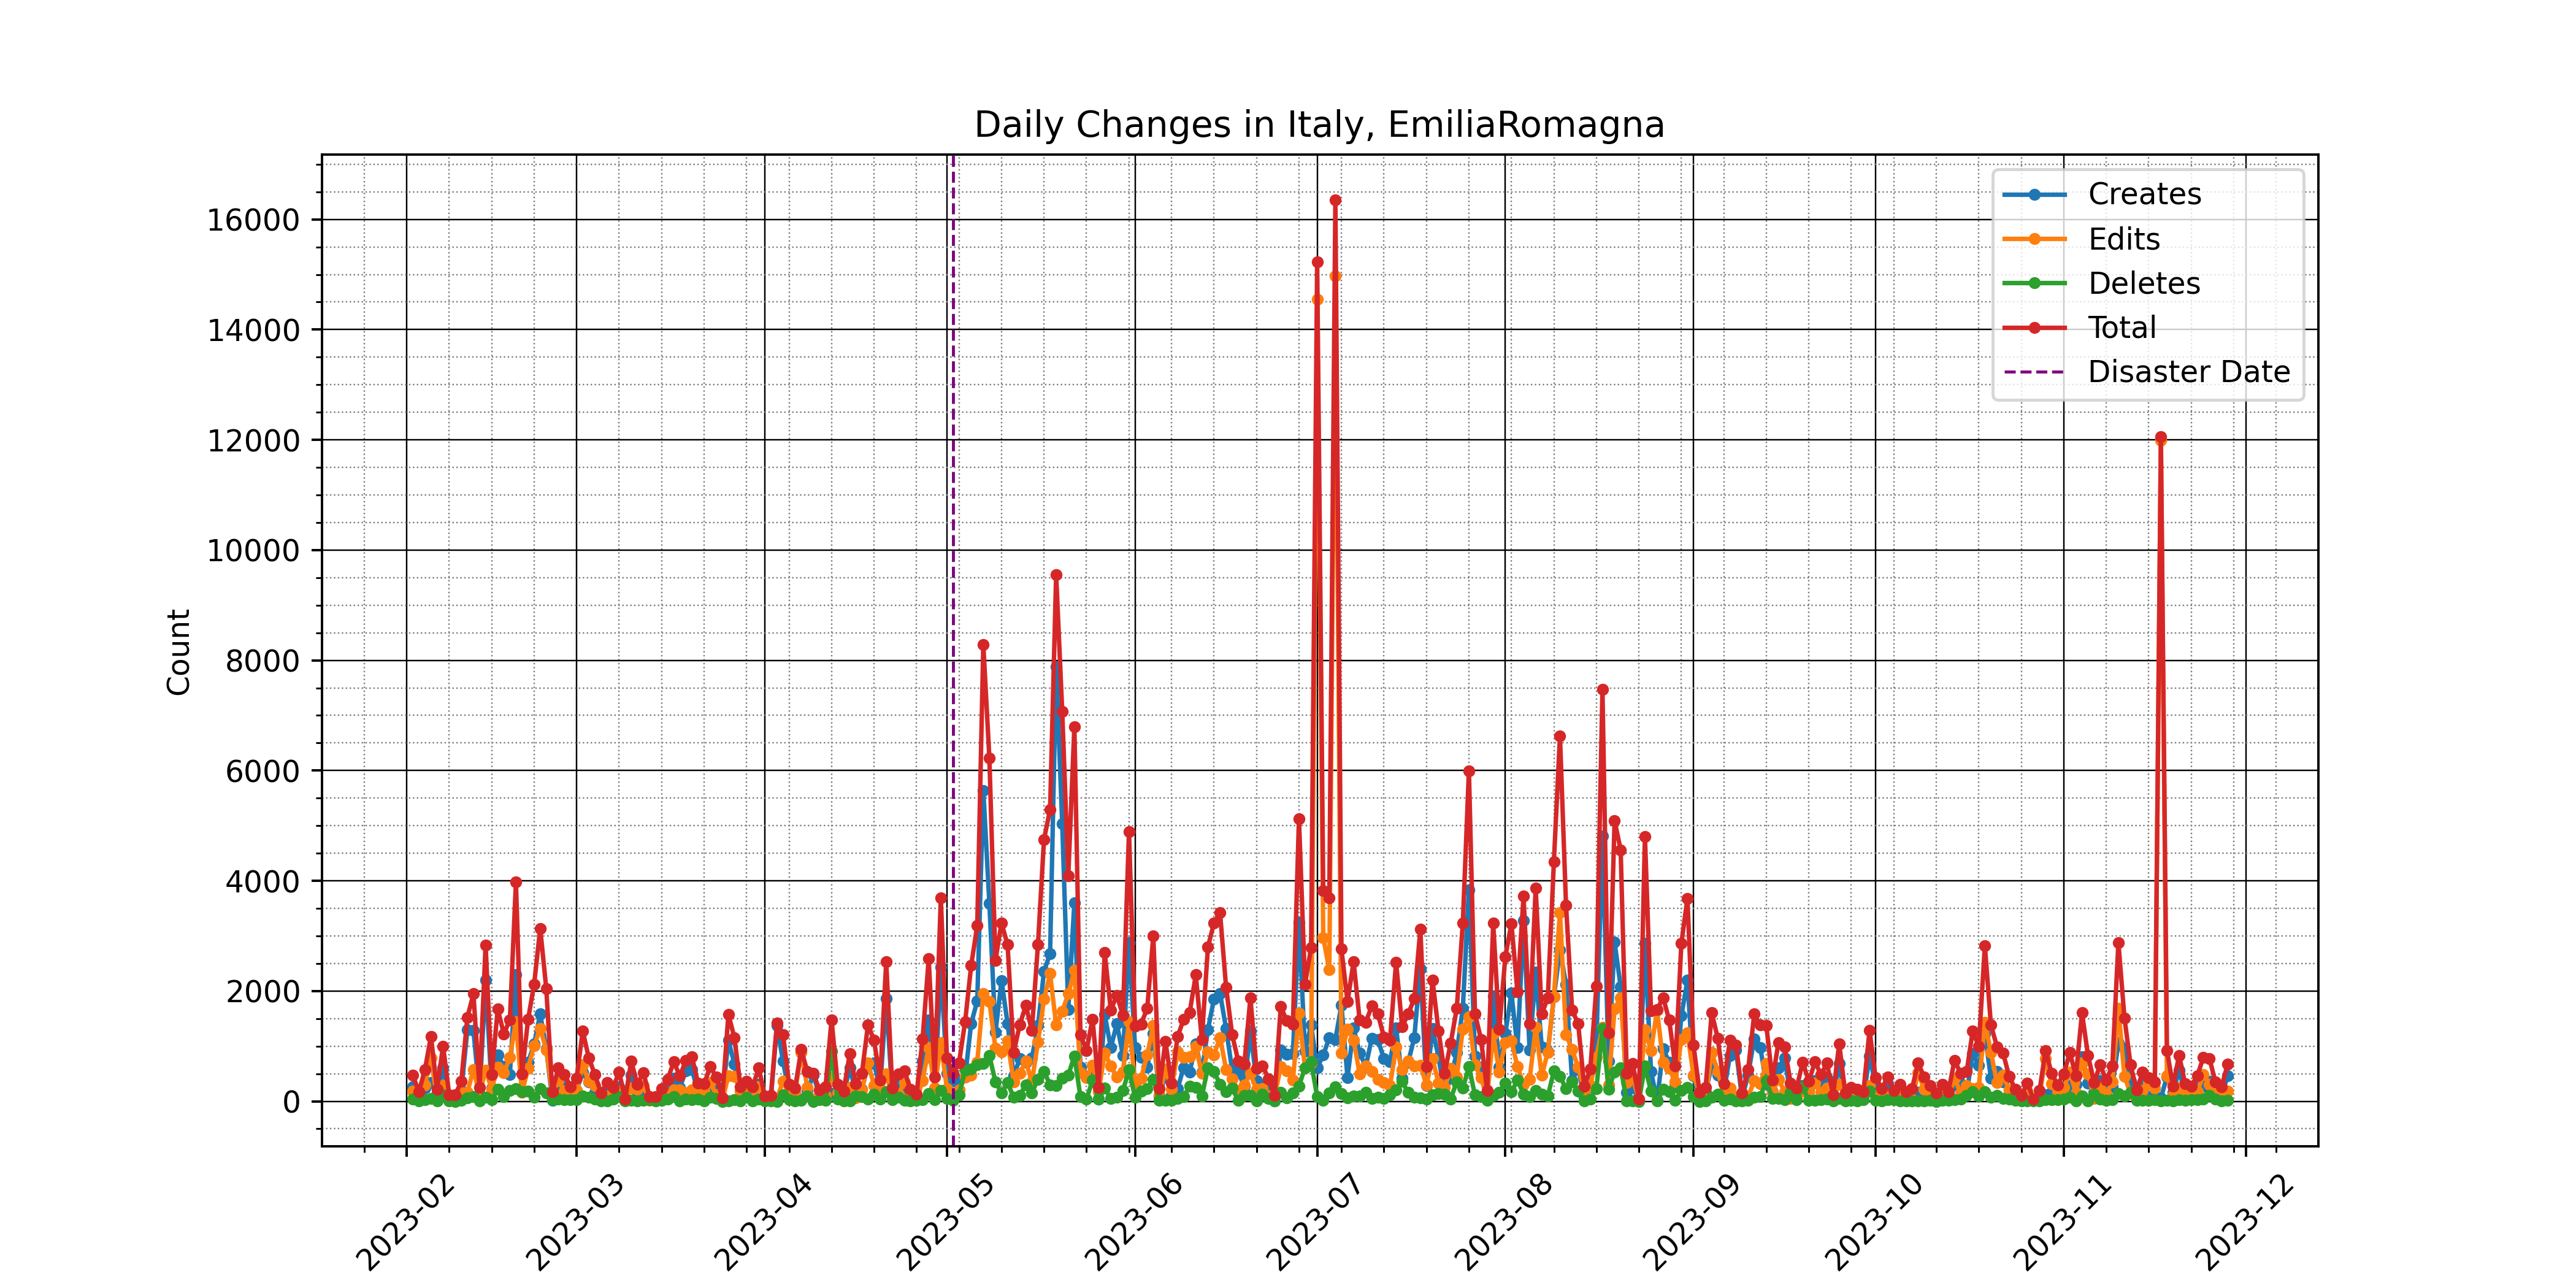 Daily Changes in Italy, EmiliaRomagna
Creates
Edits
Deletes
Total
Disaster Date
Count
16000
14000
12000
10000
8000
6000
4000
2000
0
2023-02
2023-03
2023-04
2023-05
2023-06
2023-07
2023-08
2023-09
2023-10
2023-11
2023-12